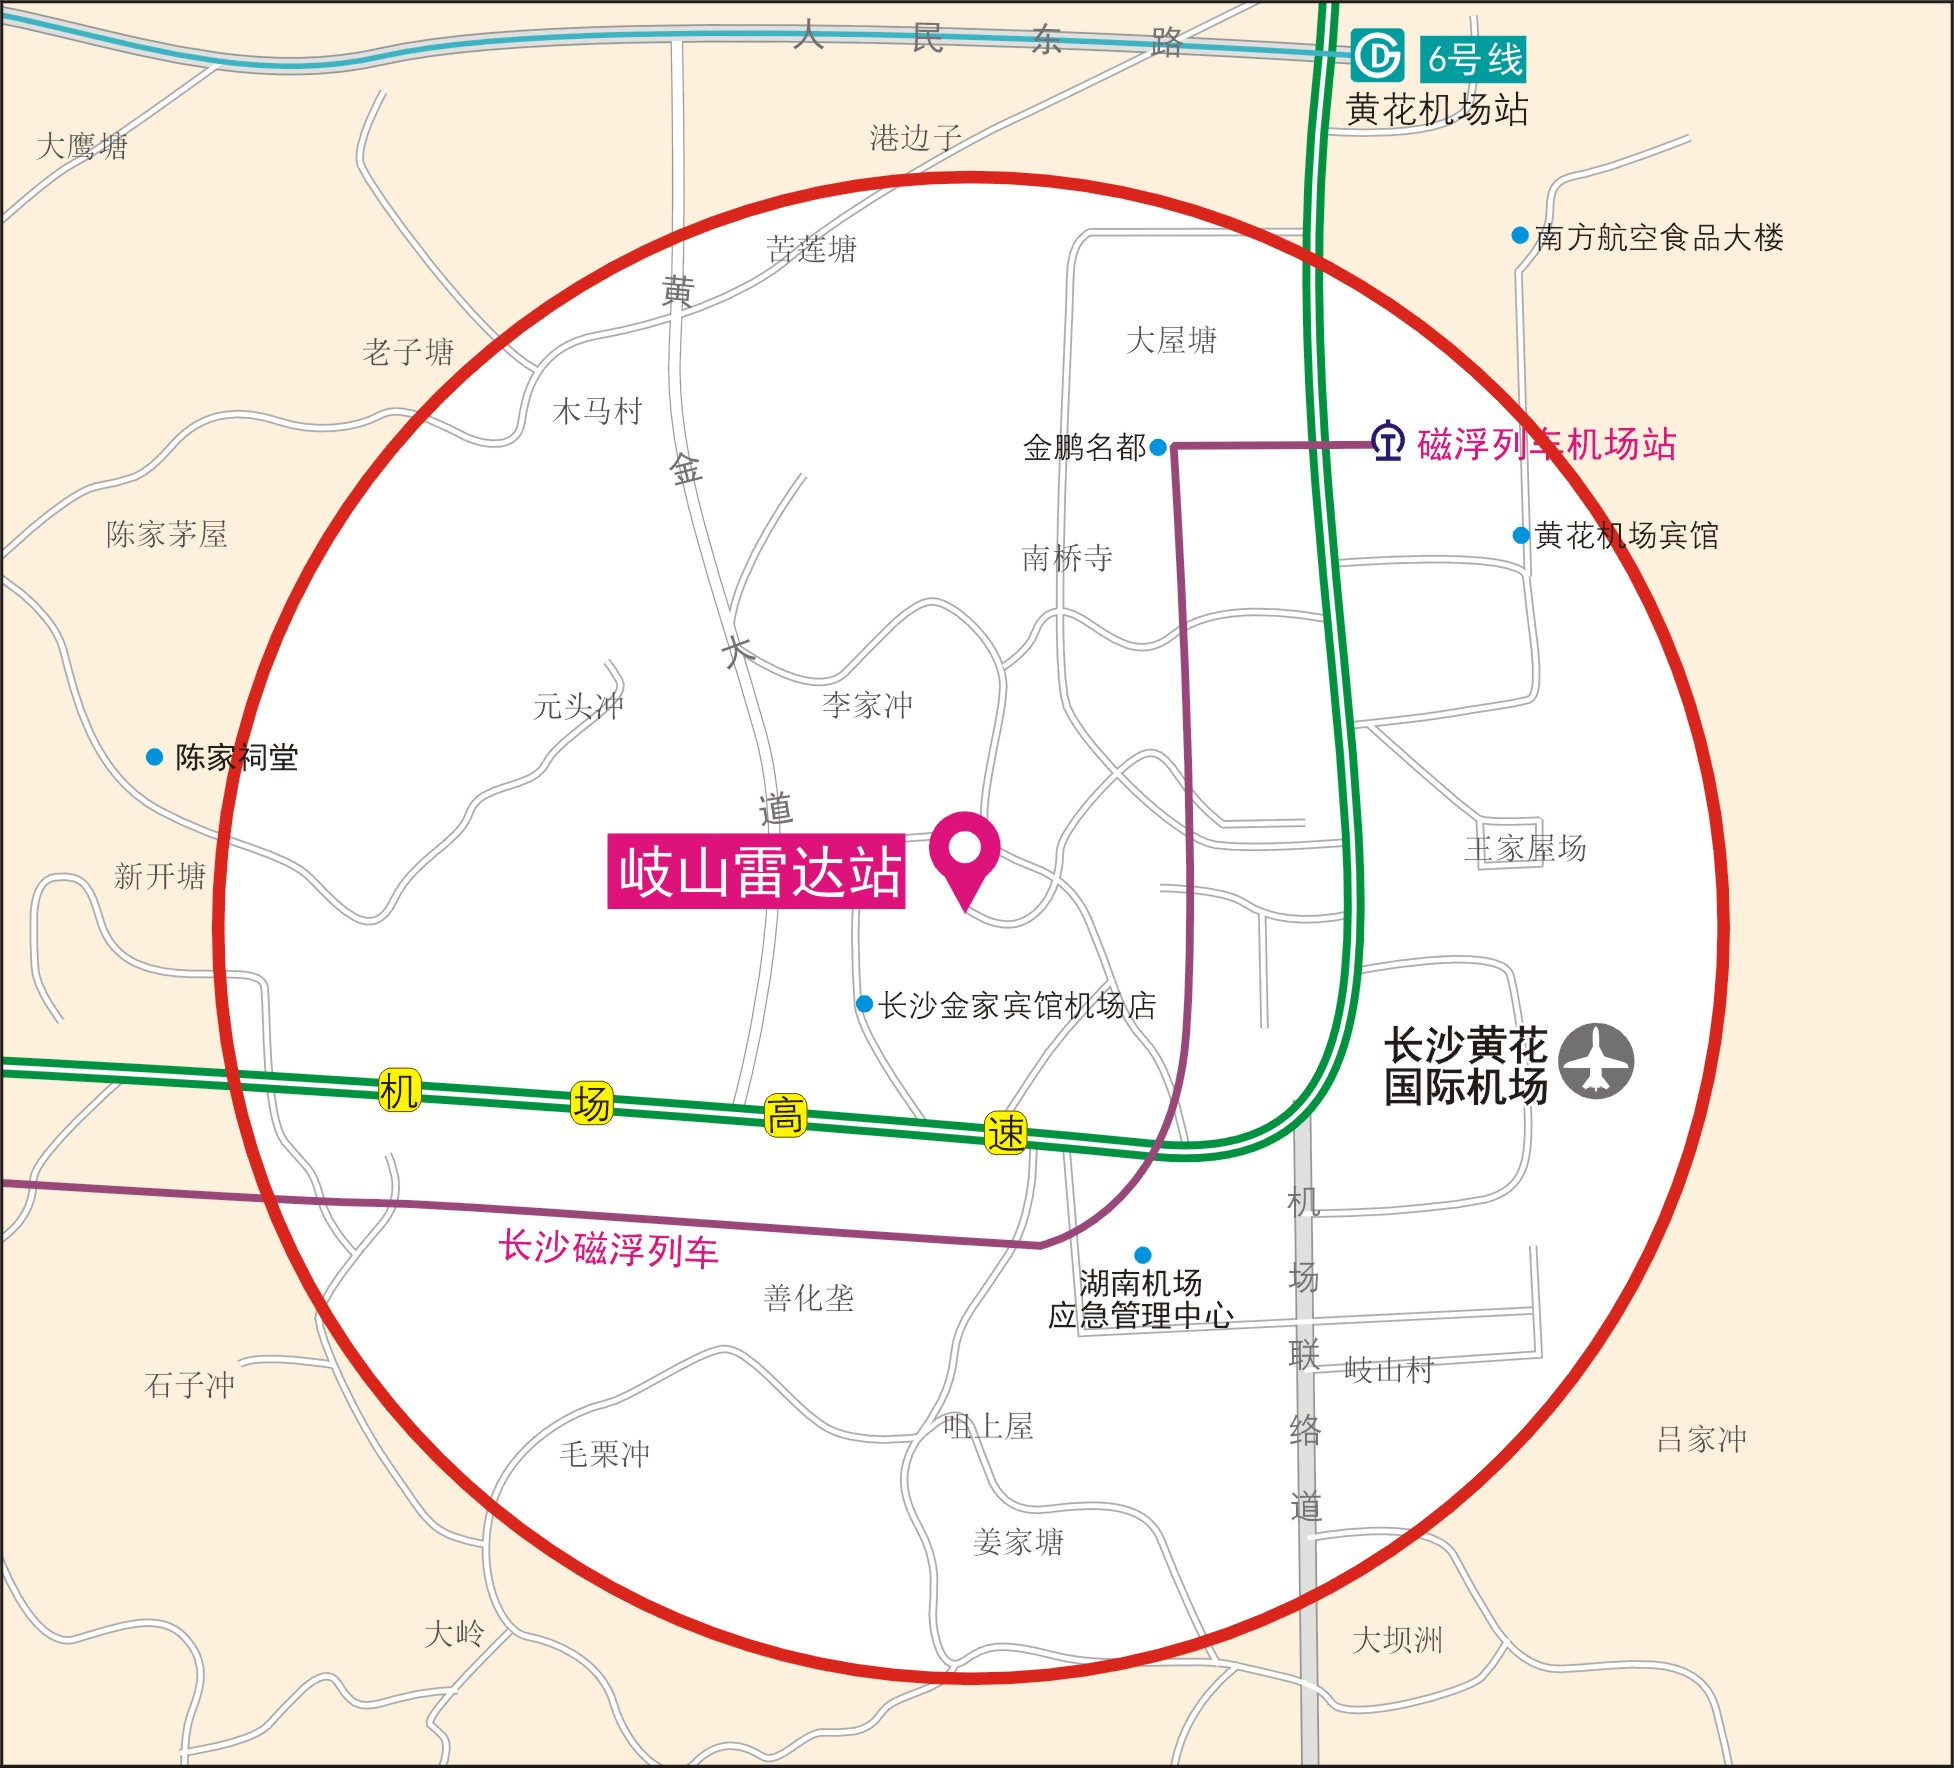 人民东路
6号线
黄花机场站
大鹰塘
港边子
南方航空食品大楼
苦莲塘
黄金大道
大屋塘
老子塘
木马村
金鹏名都
磁浮列车机场站
陈家茅屋
黄花机场宾馆
南桥寺
元头冲
李家冲
陈家祠堂
王家屋场
岐山雷达站
新开塘
长沙金家宾馆机场店
长沙黄花
国际机场
机场高速
机场联络道
长沙磁浮列车
湖南机场
应急管理中心
善化垄
岐山村
石子冲
咀上屋
吕家冲
毛栗冲
姜家塘
大岭
大坝洲